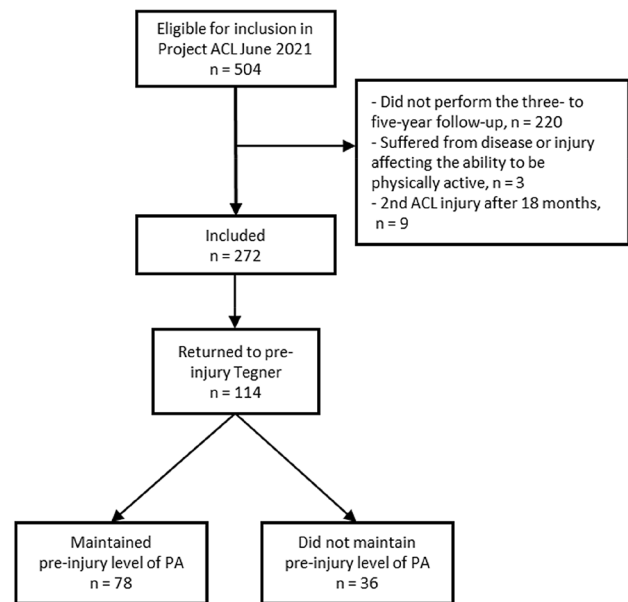 Eligible for inclusion in
Project ACL June 2021
n = 504
- Did not perform the three- to
five-year follow-up, n = 220
- Suffered from disease or injury
affecting the ability to be
physically active, n = 3
- 2nd ACL injury after 18 months,
n = 9
Included
n = 272
Returned to pre-
injury Tegner
n = 114
Maintained
pre-injury level of PA
n = 78
Did not maintain
pre-injury level of PA
n = 36